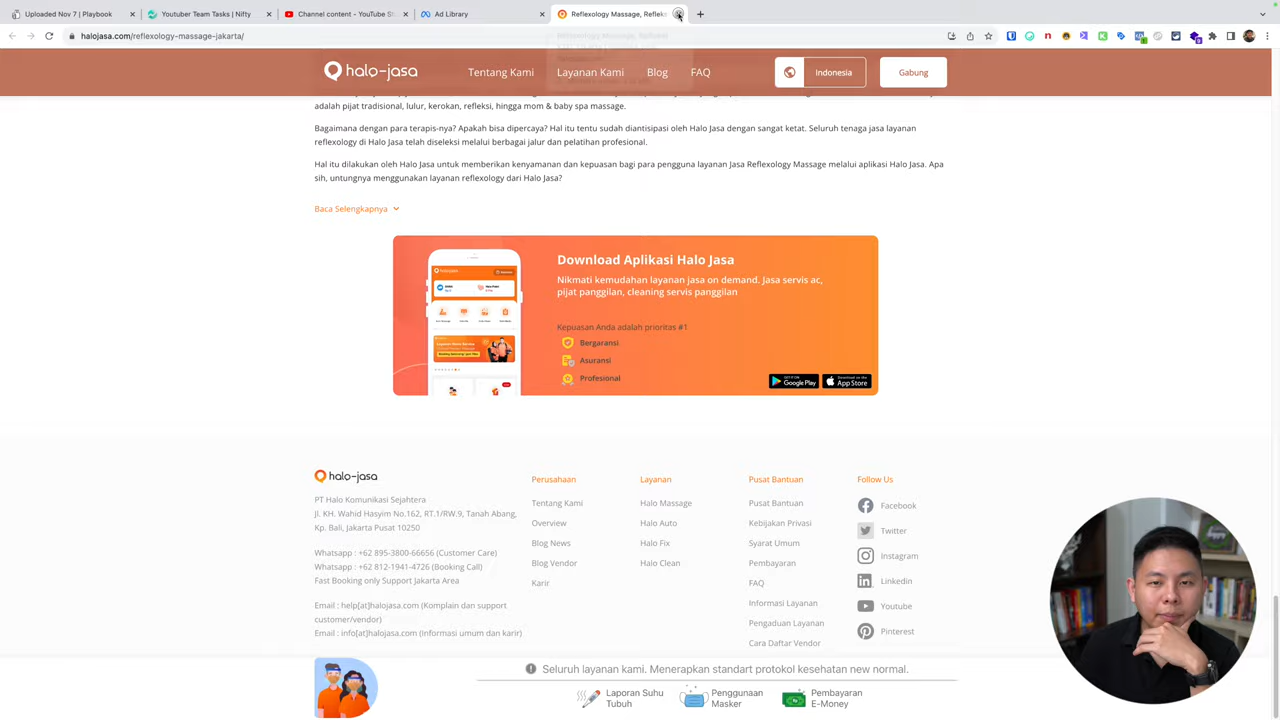 Uploaded Nov 7 | Playbook
Youtuber Team Tasks | Nifty
Channel content - YouTube St
Ad Library
Reflexology Massage, Refleks
halojasa.com/reflexology-massage-jakarta/
halo-jasa
Tentang Kami
Layanan Kami
Blog
FAQ
Indonesia
Gabung
adalah pijat tradisional, lulur, kerokan, refleksi, hingga mom & baby spa massage.
Bagaimana dengan para terapis-nya? Apakah bisa dipercaya? Hal itu tentu sudah diantisipasi oleh Halo Jasa dengan sangat ketat. Seluruh tenaga jasa layanan
reflexology di Halo Jasa telah diseleksi melalui berbagai jalur dan pelatihan profesional.
Hal itu dilakukan oleh Halo Jasa untuk memberikan kenyamanan dan kepuasan bagi para pengguna layanan Jasa Reflexology Massage melalui aplikasi Halo Jasa. Apa
sih, untungnya menggunakan layanan reflexology dari Halo Jasa?
Baca Selengkapnya
Download Aplikasi Halo Jasa
Nikmati kemudahan layanan jasa on demand. Jasa servis ac,
pijat panggilan, cleaning servis panggilan
Kepuasan Anda adalah prioritas #1
Bergaransi
Asuransi
Profesional
GET IT ON
Google Play
Download on the
App Store
halo-jasa
PT Halo Komunikasi Sejahtera
Jl. KH. Wahid Hasyim No.162, RT.1/RW.9, Tanah Abang,
Kp. Bali, Jakarta Pusat 10250
Whatsapp : +62 895-3800-66656 (Customer Care)
Whatsapp : +62 812-1941-4726 (Booking Call)
Fast Booking only Support Jakarta Area
Email : help[at]halojasa.com (Komplain dan support
customer/vendor)
Email : info[at]halojasa.com (informasi umum dan karir)
Perusahaan
Tentang Kami
Overview
Blog News
Blog Vendor
Karir
Layanan
Halo Massage
Halo Auto
Halo Fix
Halo Clean
Pusat Bantuan
Pusat Bantuan
Kebijakan Privasi
Syarat Umum
Pembayaran
FAQ
Informasi Layanan
Pengaduan Layanan
Cara Daftar Vendor
Follow Us
Facebook
Twitter
Instagram
Linkedin
Youtube
Pinterest
Seluruh layanan kami. Menerapkan standart protokol kesehatan new normal.
Laporan Suhu
Tubuh
Penggunaan
Masker
Pembayaran
E-Money